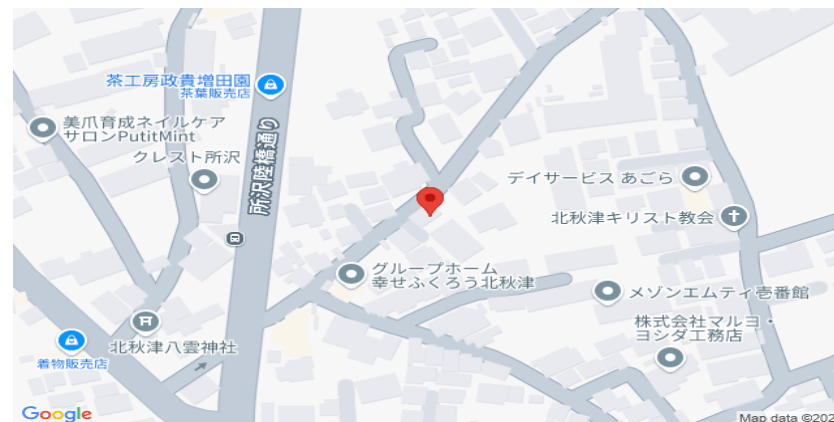 茶工房政貴増田園
茶葉販売店
美爪育成ネイルケア
サロンPutitMint
クレスト所沢
所沢陸橋通り
デイサービス あごら
北秋津キリスト教会
グループホーム
幸せふくろう北秋津
メゾンエムティ壱番館
株式会社マルヨ・
ヨシダ工務店
北秋津八雲神社
着物販売店
Google
Map data ©202